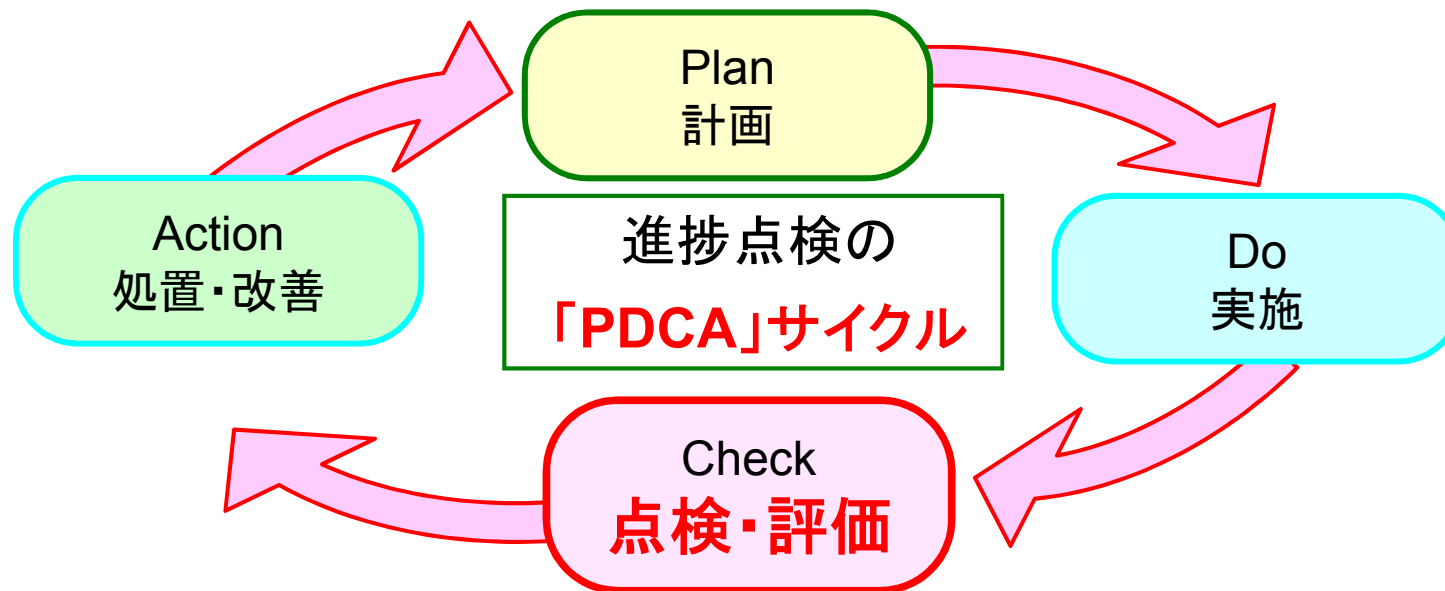 Plan
計画
Action
処置・改善
進捗点検の
「PDCA」サイクル
Do
実施
Check
点検・評価